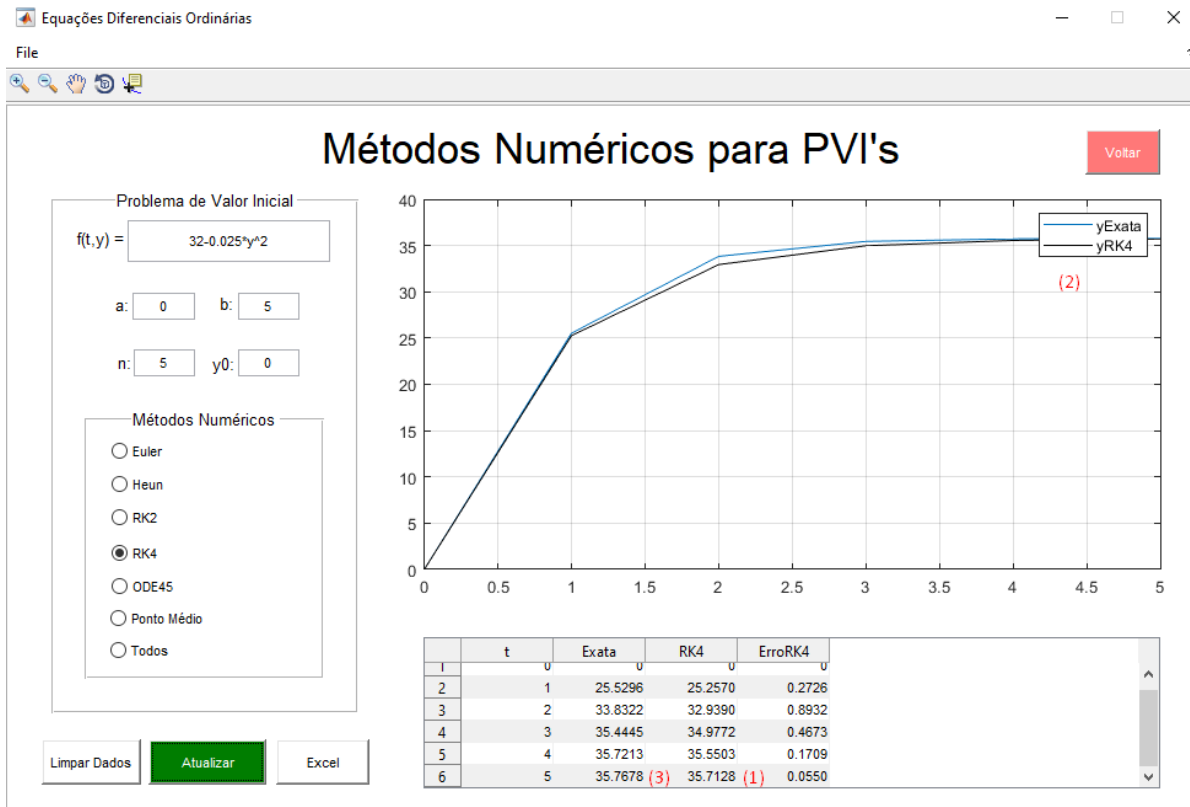 Equações Diferenciais Ordinárias
File
Métodos Numéricos para PVI's
Voltar
Problema de Valor Inicial
f(t,y) = 32-0.025*y^2
a: 0 b: 5
n: 5 y0: 0
Métodos Numéricos
Euler
Heun
RK2
RK4
ODE45
Ponto Médio
Todos
Limpar Dados Atualizar Excel
40
35
30
25
20
15
10
5
0
0 0.5 1 1.5 2 2.5 3 3.5 4 4.5 5
yExata
yRK4
(2)
t Exata RK4 ErroRK4
1 0 0 0 0
2 1 25.5296 25.2570 0.2726
3 2 33.8322 32.9390 0.8932
4 3 35.4445 34.9772 0.4673
5 4 35.7213 35.5503 0.1709
6 5 35.7678 (3) 35.7128 (1) 0.0550